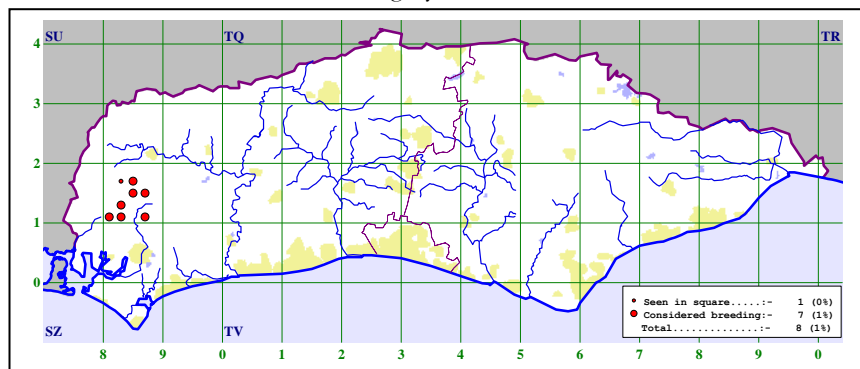 SU TQ TR
4
3
2
1
0
Seen in square.....:- 1 (0%)
Considered breeding:- 7 (1%)
Total..............:- 8 (1%)
SZ TV
8 9 0 1 2 3 4 5 6 7 8 9 0